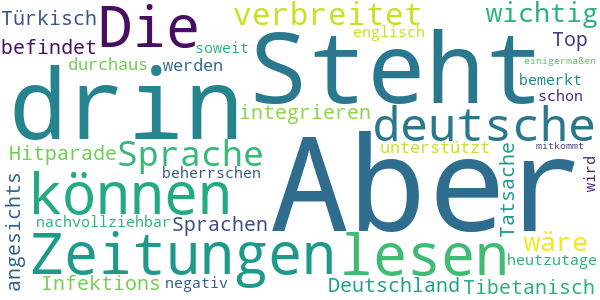 Türkisch Die verbreitet wichtig
befindet soweit englisch Top
durchaus werden Steht einigermaßen
drin integrieren bemerkt
deutsche schon
Hitparade Sprache unterstützt mitkommt
angesichts können beherrschen Aber Tatsache wird
nachvollziehbar Sprachen
Zeitungen lesen wäre
heutzutage
Infektions negativ Deutschland Tibetanisch